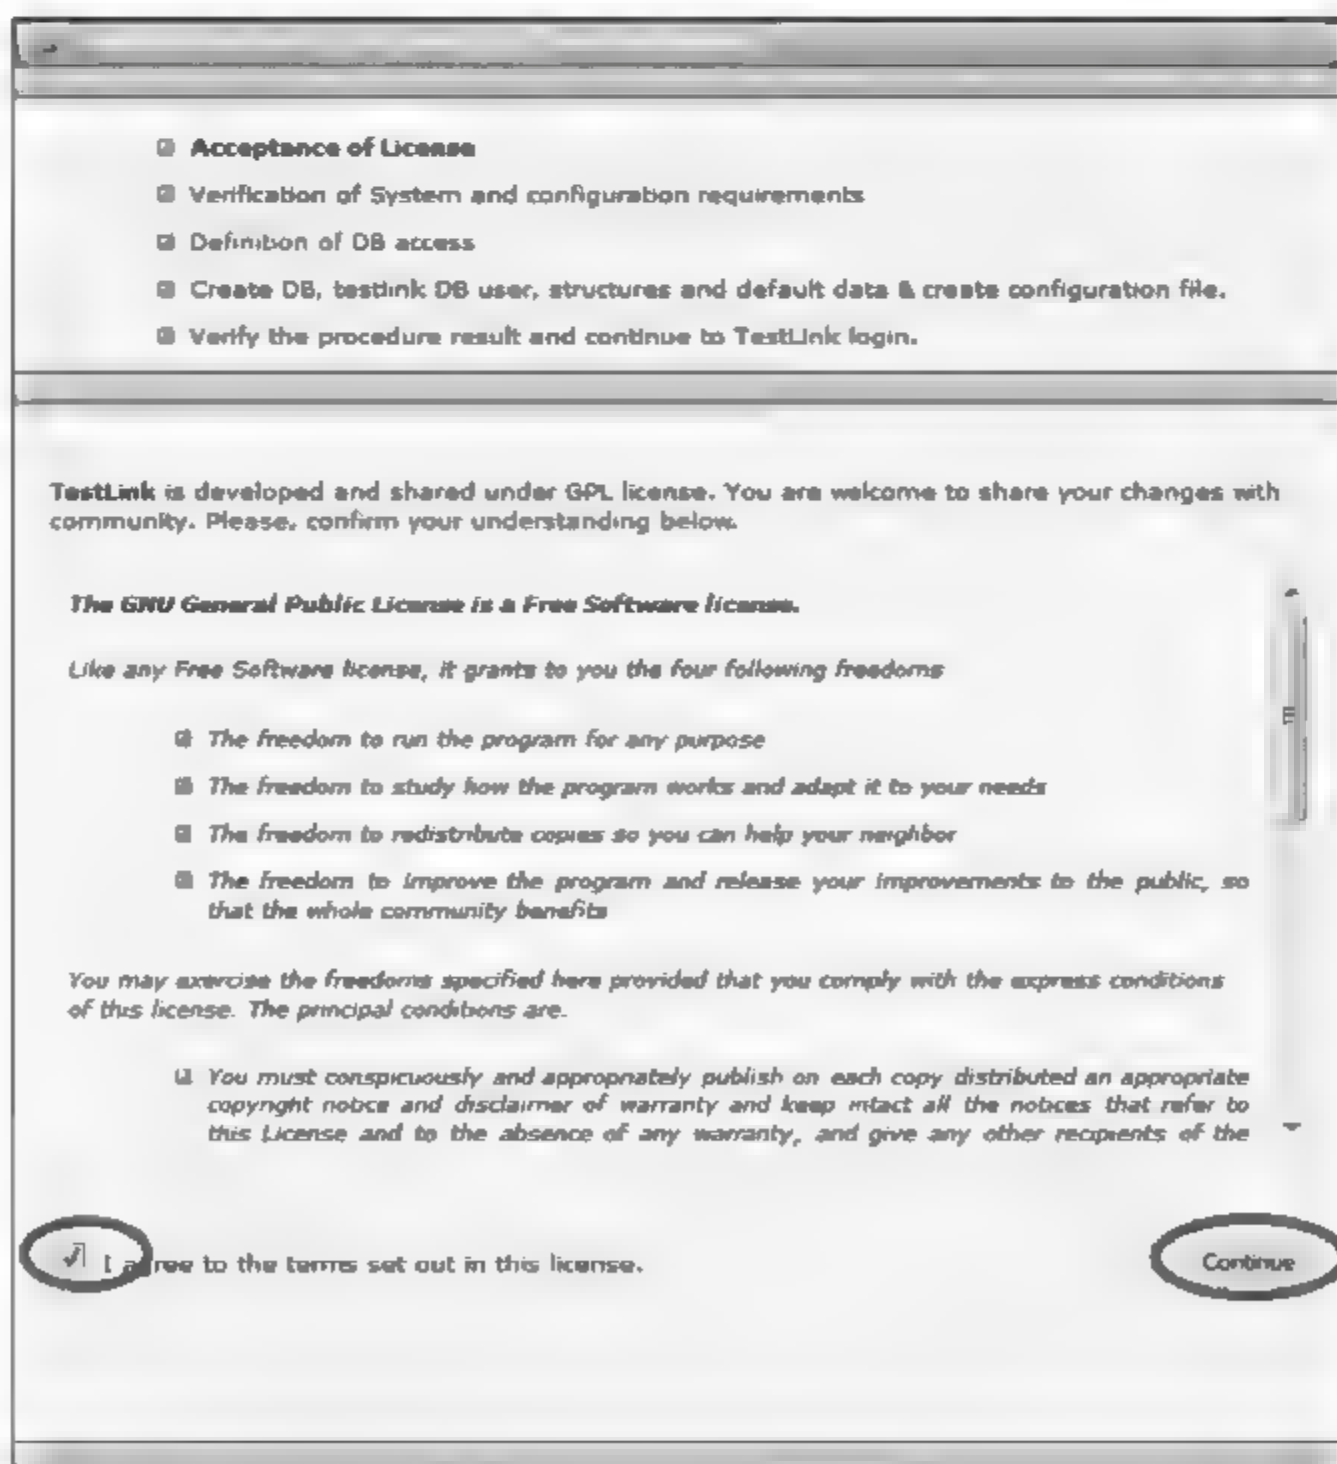 Acceptance of License
Verification of System and configuration requirements
Definition of DB access
Create DB, testlink DB user, structures and default data & create configuration file.
Verify the procedure result and continue to TestLink login.
TestLink is developed and shared under GPL license. You are welcome to share your changes with
community. Please, confirm your understanding below.
The GNU General Public License is a Free Software license.
Like any Free Software license, it grants to you the four following freedoms
The freedom to run the program for any purpose
The freedom to study how the program works and adapt it to your needs
The freedom to redistribute copies so you can help your neighbor
The freedom to improve the program and release your improvements to the public, so
that the whole community benefits
You may exercise the freedoms specified here provided that you comply with the express conditions
of this license. The principal conditions are.
You must conspicuously and appropriately publish on each copy distributed an appropriate
copyright notice and disclaimer of warranty and keep intact all the notices that refer to
this License and to the absence of any warranty, and give any other recipients of the
I agree to the terms set out in this license.
Continue